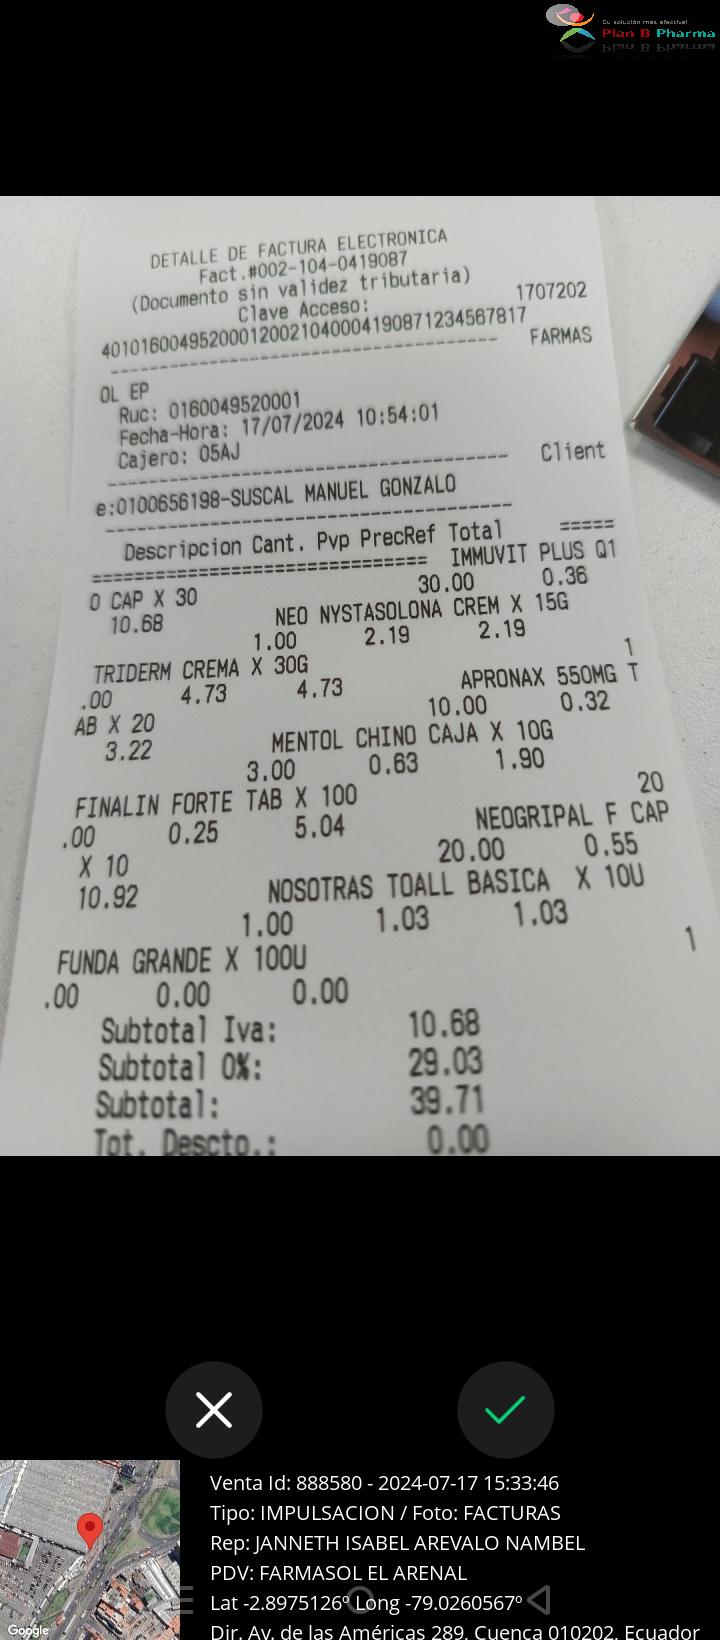 Su solución más efectiva!
Plan B Pharma
DETALLE DE FACTURA ELECTRONICA
Fact.#002-104-0419087
(Documento sin validez tributaria)
Clave Acceso: 1707202
401016004952000120021040004190871234567817
FARMAS
OL EP
Ruc: 0160049520001
Fecha-Hora: 17/07/2024 10:54:01
Cajero: 05AJ
Client
e:0100656198-SUSCAL MANUEL GONZALO
Descripcion Cant. Pvp PrecRef Total =====
============================== IMMUVIT PLUS Q1
0 CAP X 30 30.00 0.36
10.68 NEO NYSTASOLONA CREM X 15G
1.00 2.19 2.19
TRIDERM CREMA X 30G 1
.00 4.73 4.73 APRONAX 550MG T
AB X 20 10.00 0.32
3.22 MENTOL CHINO CAJA X 10G
3.00 0.63 1.90
FINALIN FORTE TAB X 100 20
.00 0.25 5.04 NEOGRIPAL F CAP
X 10 20.00 0.55
10.92 NOSOTRAS TOALL BASICA X 10U
1.00 1.03 1.03
FUNDA GRANDE X 100U 1
.00 0.00 0.00
Subtotal Iva: 10.68
Subtotal 0%: 29.03
Subtotal: 39.71
Tot. Descto.: 0.00
Venta Id: 888580 - 2024-07-17 15:33:46
Tipo: IMPULSACION / Foto: FACTURAS
Rep: JANNETH ISABEL AREVALO NAMBEL
PDV: FARMASOL EL ARENAL
Lat -2.8975126º Long -79.0260567º
Dir. Av. de las Américas 289, Cuenca 010202, Ecuador
Google